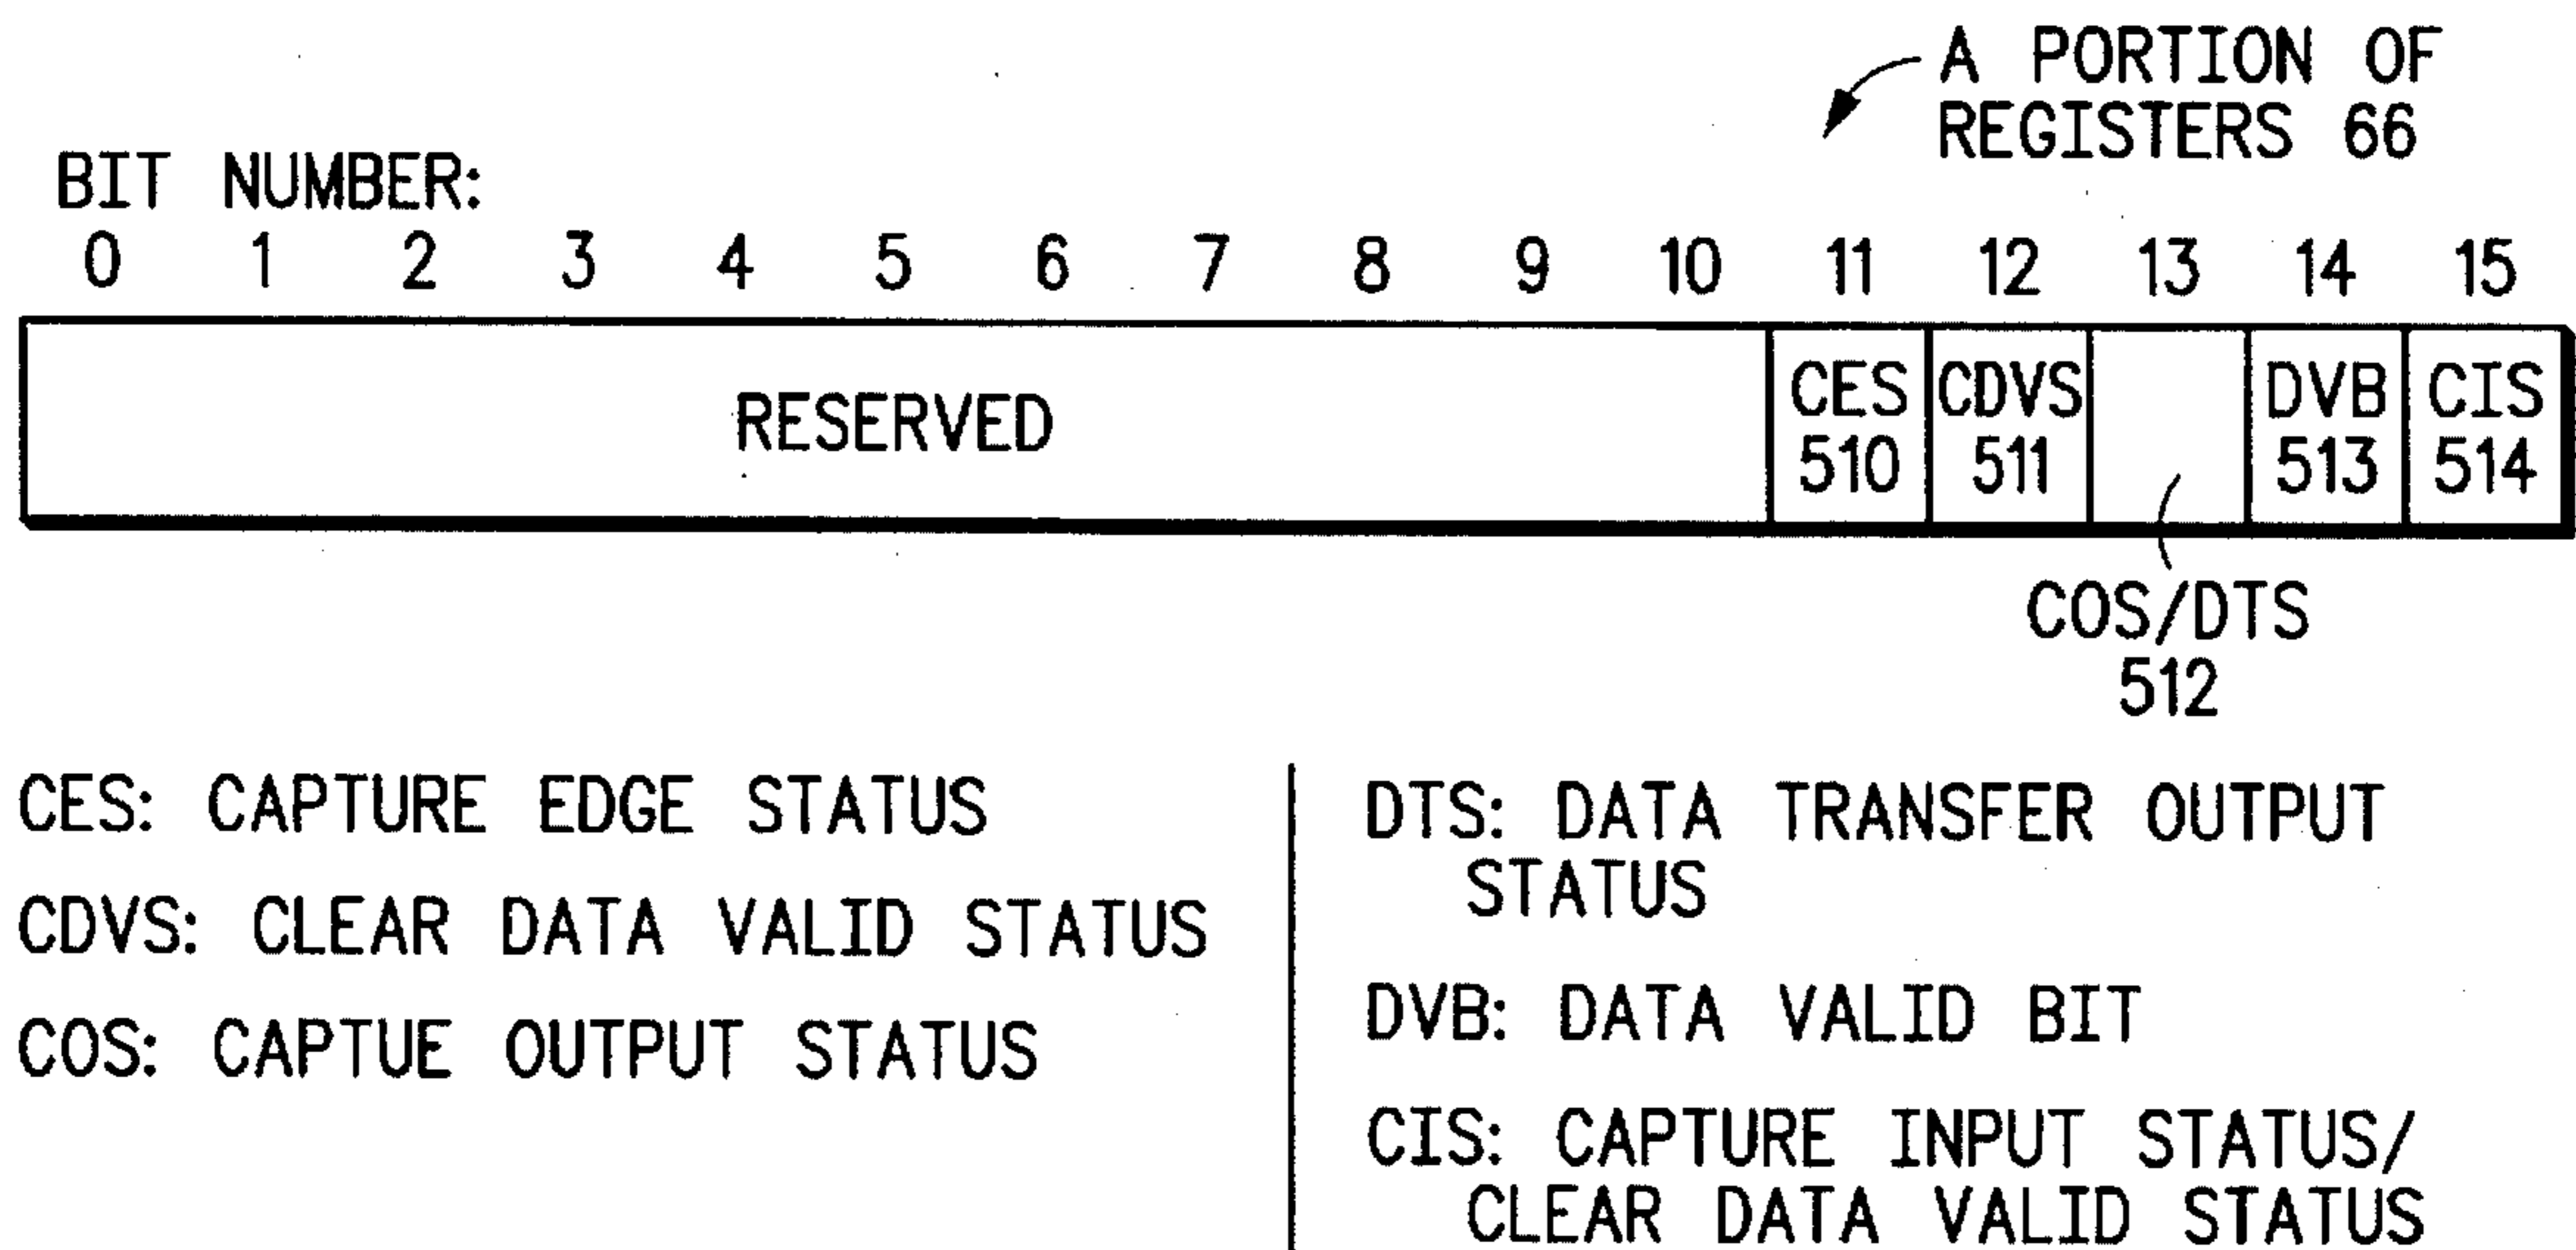 A PORTION OF
REGISTERS 66
BIT NUMBER:
0 1 2 3 4 5 6 7 8 9 10 11 12 13 14 15
RESERVED
CES
510
CDVS
511
DVB
513
CIS
514
COS/DTS
512
CES: CAPTURE EDGE STATUS
CDVS: CLEAR DATA VALID STATUS
COS: CAPTUE OUTPUT STATUS
DTS: DATA TRANSFER OUTPUT
STATUS
DVB: DATA VALID BIT
CIS: CAPTURE INPUT STATUS/
CLEAR DATA VALID STATUS